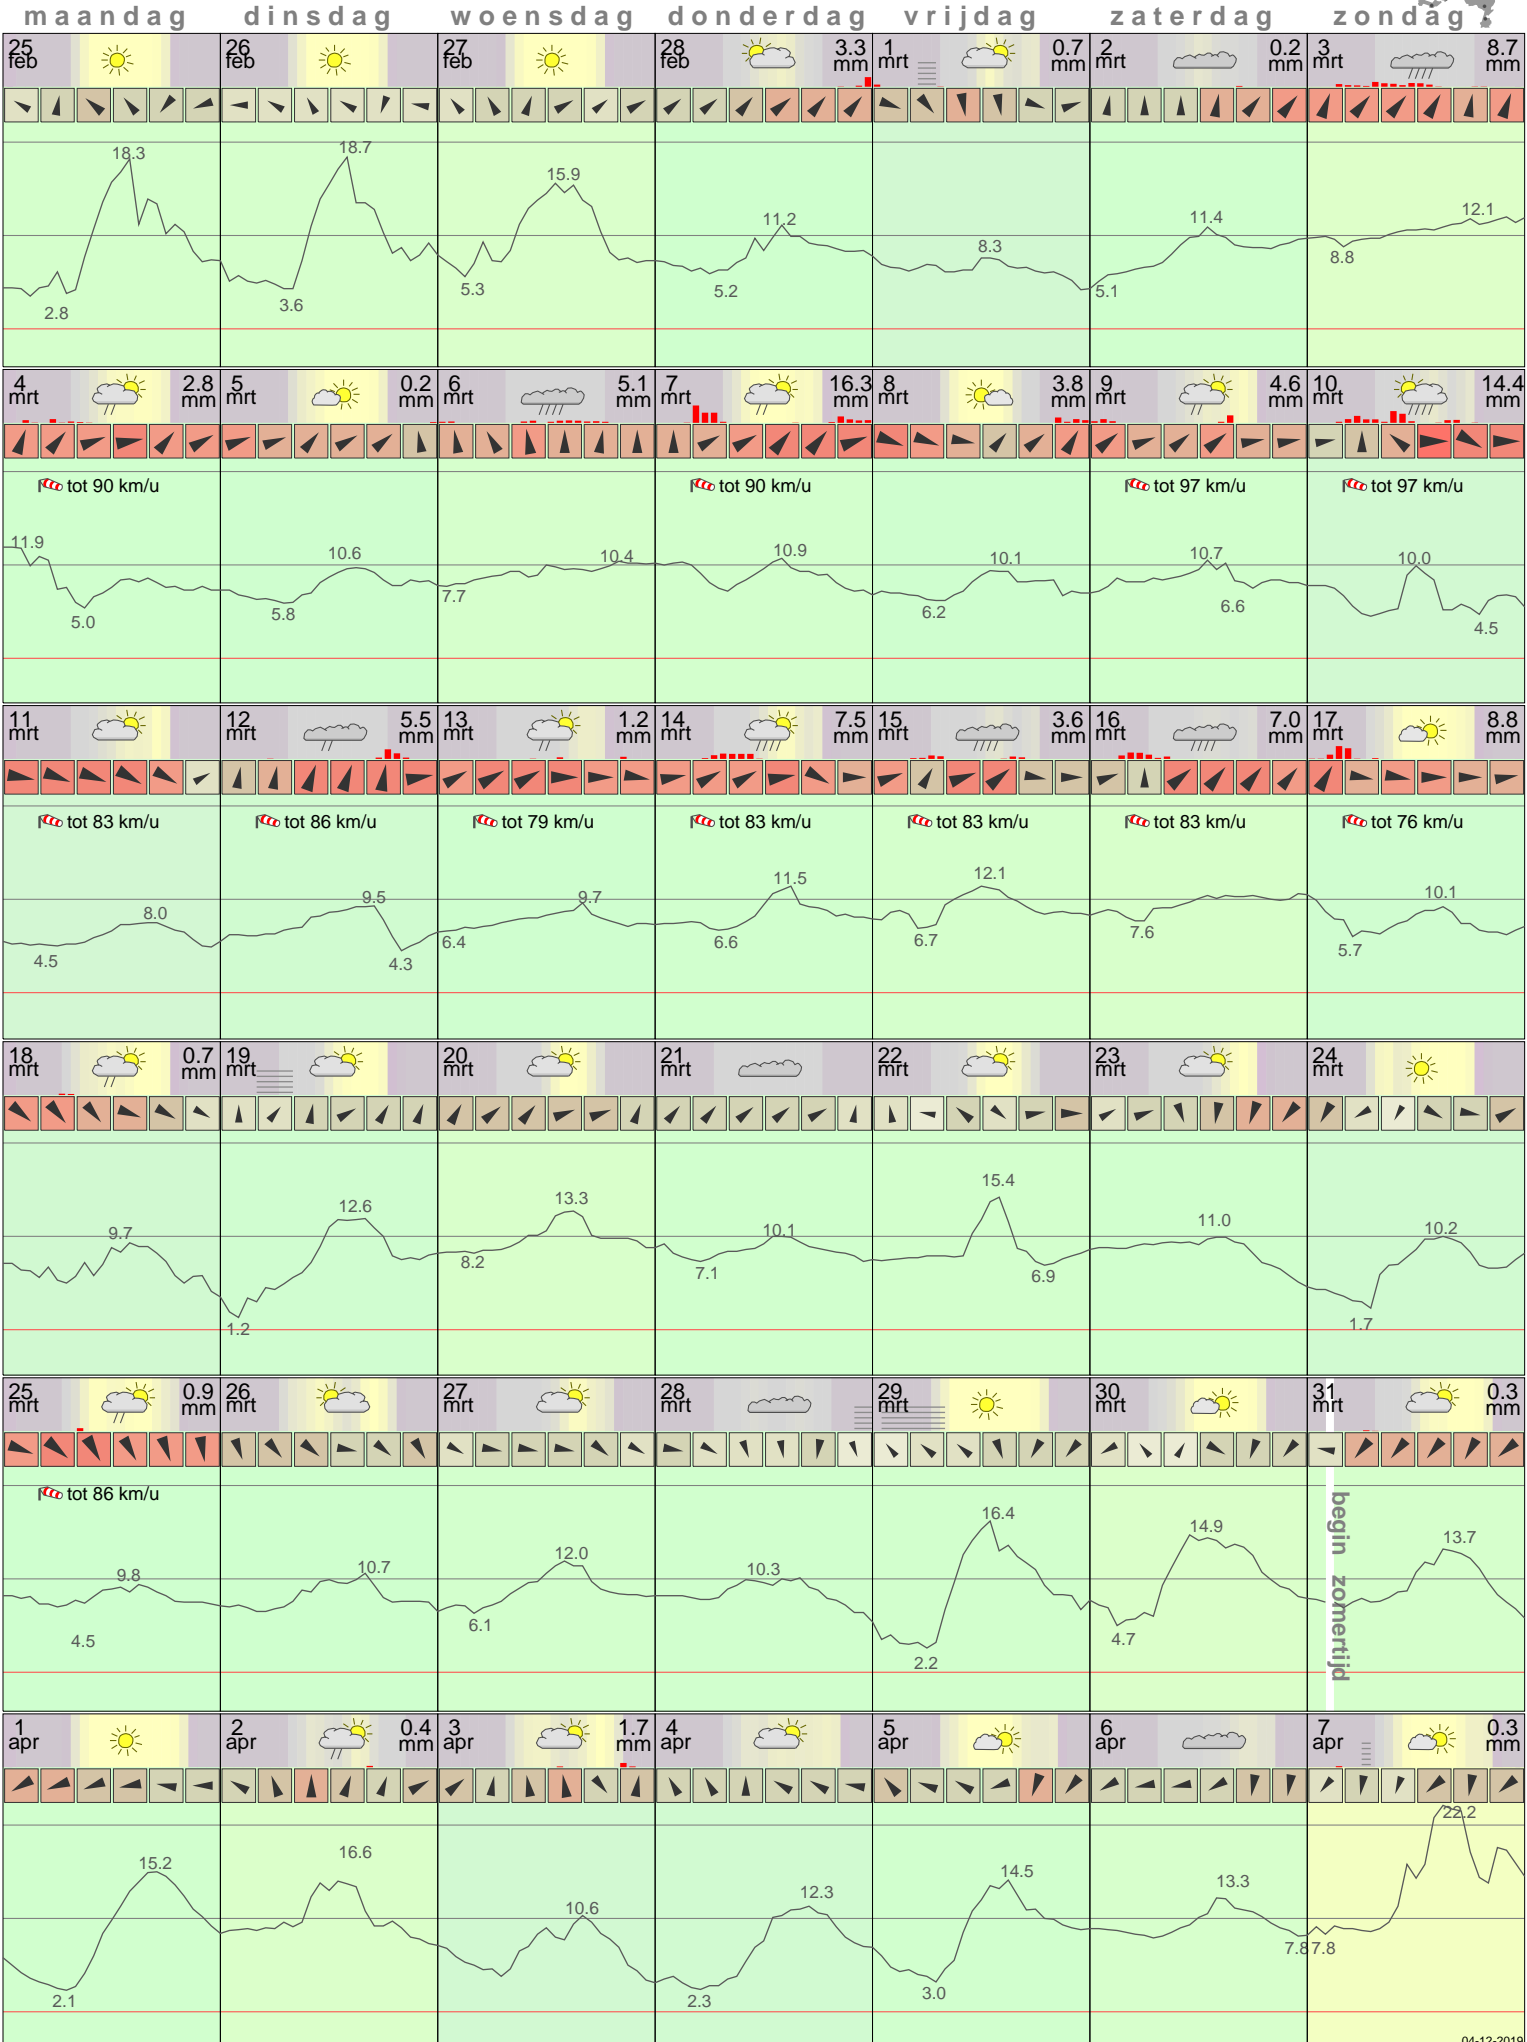 maandag dinsdag woensdag donderdag vrijdag zaterdag zondag
25 feb 26 feb 27 feb 28 feb 3.3 mm 1 mrt 0.7 mm 2 mrt 0.2 mm 3 mrt 8.7 mm
18.3 18.7 15.9 11.2 8.3 11.4 12.1
2.8 3.6 5.3 5.2 5.1 8.8
4 mrt 2.8 mm 5 mrt 0.2 mm 6 mrt 5.1 mm 7 mrt 16.3 mm 8 mrt 3.8 mm 9 mrt 4.6 mm 10 mrt 14.4 mm
tot 90 km/u tot 90 km/u tot 97 km/u tot 97 km/u
11.9 10.6 10.4 10.9 10.1 10.7 10.0
5.0 5.8 7.7 6.2 6.6 4.5
11 mrt 12 mrt 5.5 mm 13 mrt 1.2 mm 14 mrt 7.5 mm 15 mrt 3.6 mm 16 mrt 7.0 mm 17 mrt 8.8 mm
tot 83 km/u tot 86 km/u tot 79 km/u tot 83 km/u tot 83 km/u tot 83 km/u tot 76 km/u
8.0 9.5 9.7 11.5 12.1 10.1
4.5 4.3 6.4 6.6 6.7 7.6 5.7
18 mrt 0.7 mm 19 mrt 20 mrt 21 mrt 22 mrt 23 mrt 24 mrt
9.7 12.6 13.3 10.1 15.4 11.0 10.2
1.2 8.2 7.1 6.9 1.7
25 mrt 0.9 mm 26 mrt 27 mrt 28 mrt 29 mrt 30 mrt 31 mrt 0.3 mm
tot 86 km/u
9.8 10.7 12.0 10.3 16.4 14.9 13.7
4.5 6.1 2.2 4.7
begin zomertijd
1 apr 2 apr 0.4 mm 3 apr 1.7 mm 4 apr 5 apr 6 apr 7 apr 0.3 mm
15.2 16.6 10.6 12.3 14.5 13.3 22.2
2.1 2.3 3.0 7.8 7.8
04-12-2019